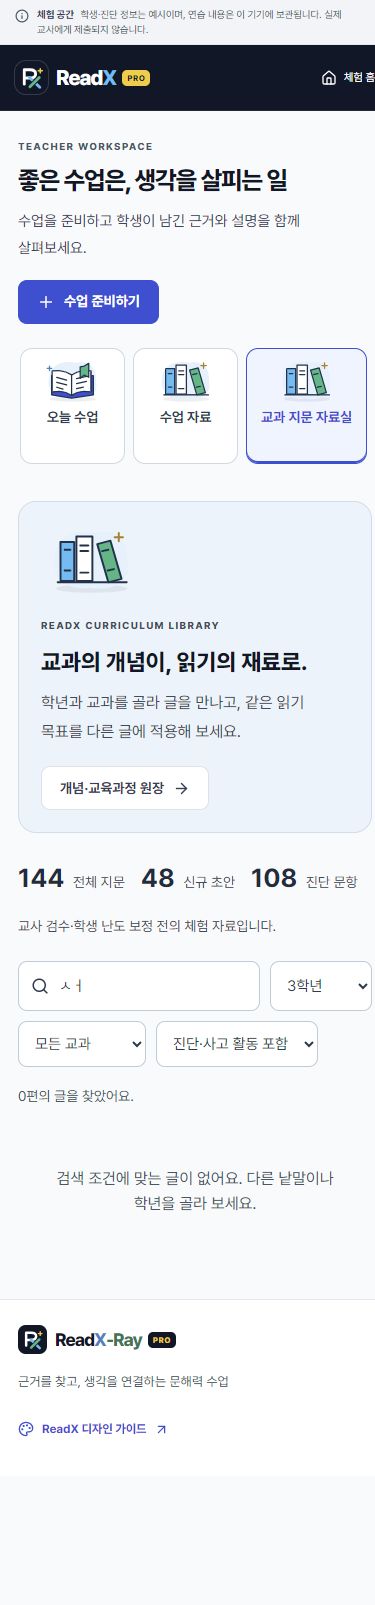 체험 공간 학생·진단 정보는 예시이며, 연습 내용은 이 기기에 보관됩니다. 실제
교사에게 제출되지 않습니다.
ReadX PRO
체험 홈
TEACHER WORKSPACE
좋은 수업은, 생각을 살피는 일
수업을 준비하고 학생이 남긴 근거와 설명을 함께
살펴보세요.
수업 준비하기
오늘 수업
수업 자료
교과 지문 자료실
READX CURRICULUM LIBRARY
교과의 개념이, 읽기의 재료로.
학년과 교과를 골라 글을 만나고, 같은 읽기
목표를 다른 글에 적용해 보세요.
개념·교육과정 원장
144 전체 지문 48 신규 초안 108 진단 문항
교사 검수·학생 난도 보정 전의 체험 자료입니다.
ㅅㅓ
3학년
모든 교과
진단·사고 활동 포함
0편의 글을 찾았어요.
검색 조건에 맞는 글이 없어요. 다른 낱말이나
학년을 골라 보세요.
ReadX-Ray PRO
근거를 찾고, 생각을 연결하는 문해력 수업
ReadX 디자인 가이드